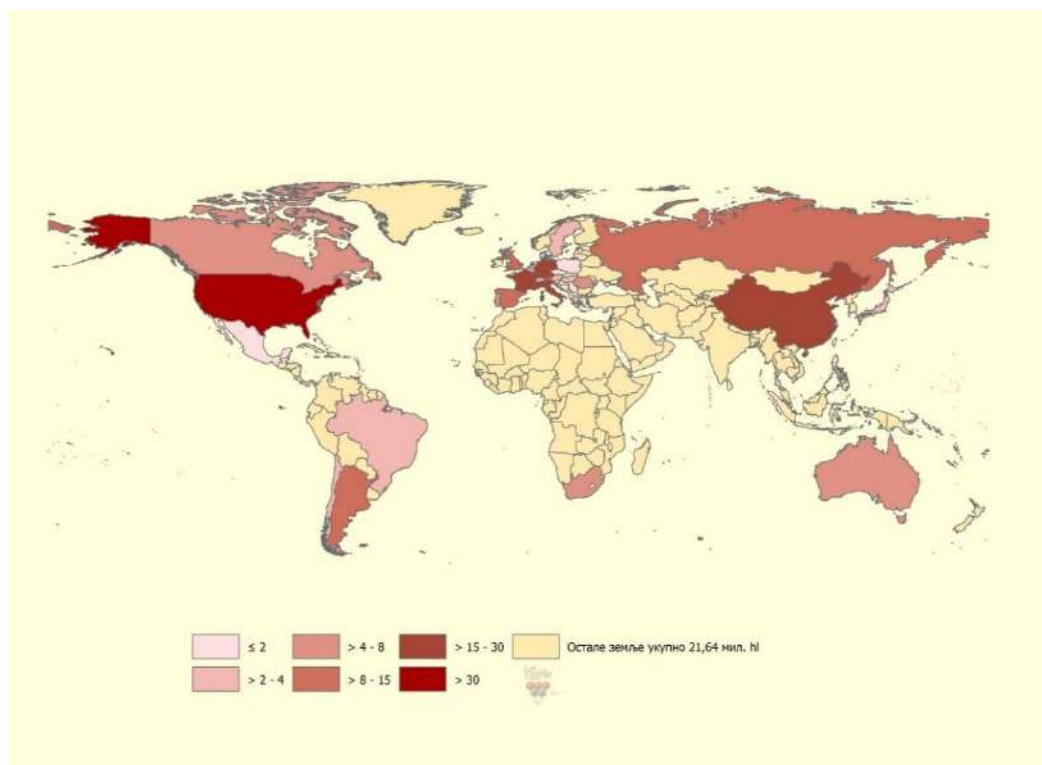 ≤ 2
> 4 - 8
> 15 - 30
Остале земље укупно 21,64 мил. hl
> 2 - 4
> 8 - 15
> 30